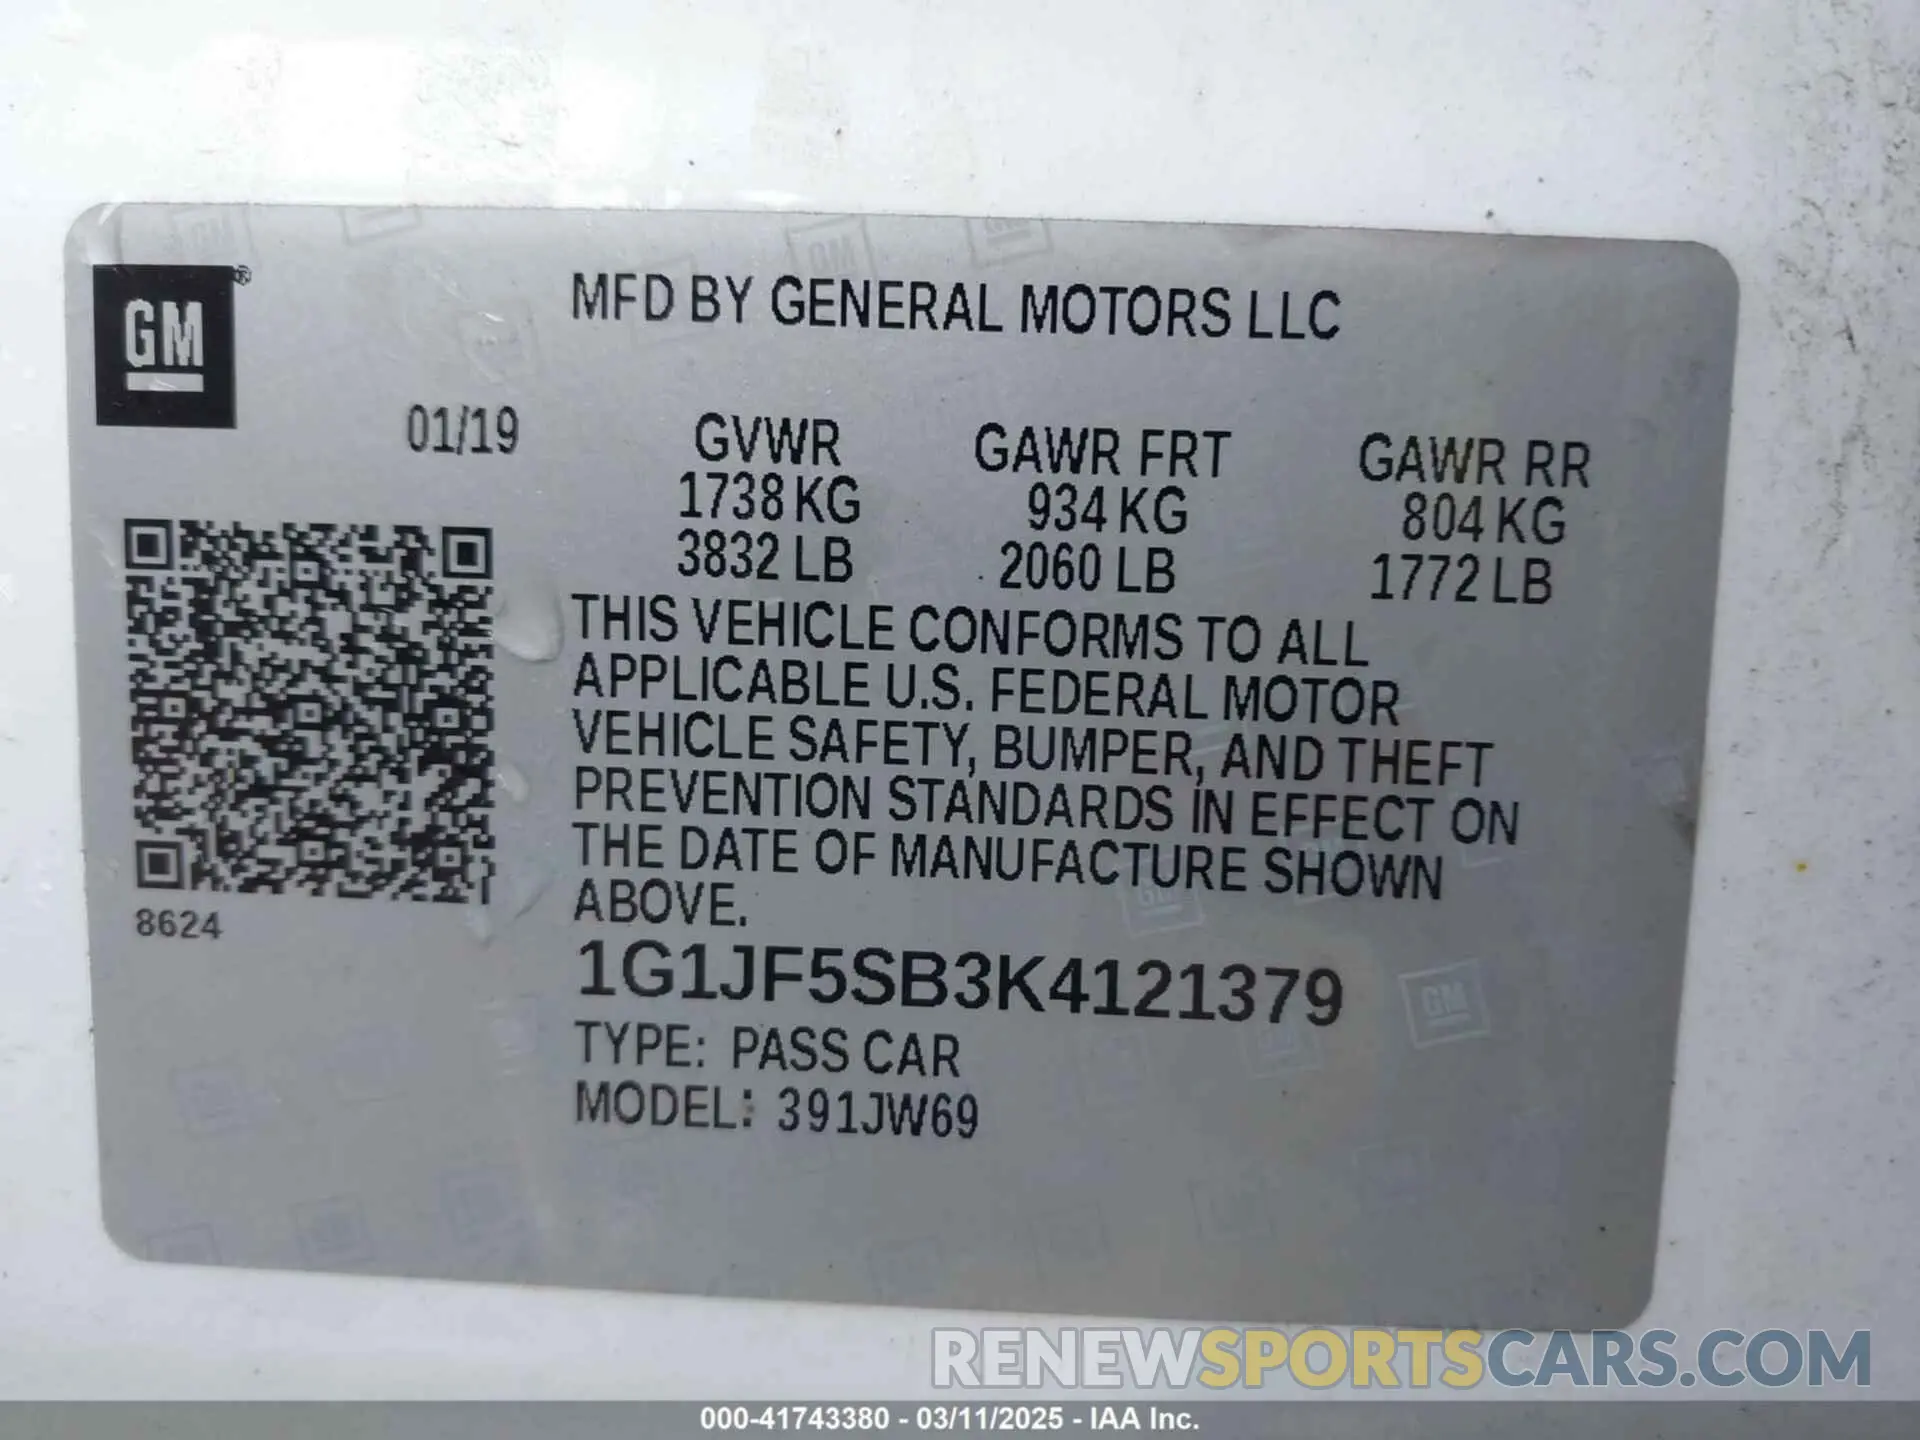 GM®
MFD BY GENERAL MOTORS LLC
01/19
GVWR GAWR FRT GAWR RR
1738 KG 934 KG 804 KG
3832 LB 2060 LB 1772 LB
THIS VEHICLE CONFORMS TO ALL
APPLICABLE U.S. FEDERAL MOTOR
VEHICLE SAFETY, BUMPER, AND THEFT
PREVENTION STANDARDS IN EFFECT ON
THE DATE OF MANUFACTURE SHOWN
ABOVE.
8624
1G1JF5SB3K4121379
TYPE: PASS CAR
MODEL: 391JW69
RENEWSPORTSCARS.COM
000-41743380 - 03/11/2025 - IAA Inc.